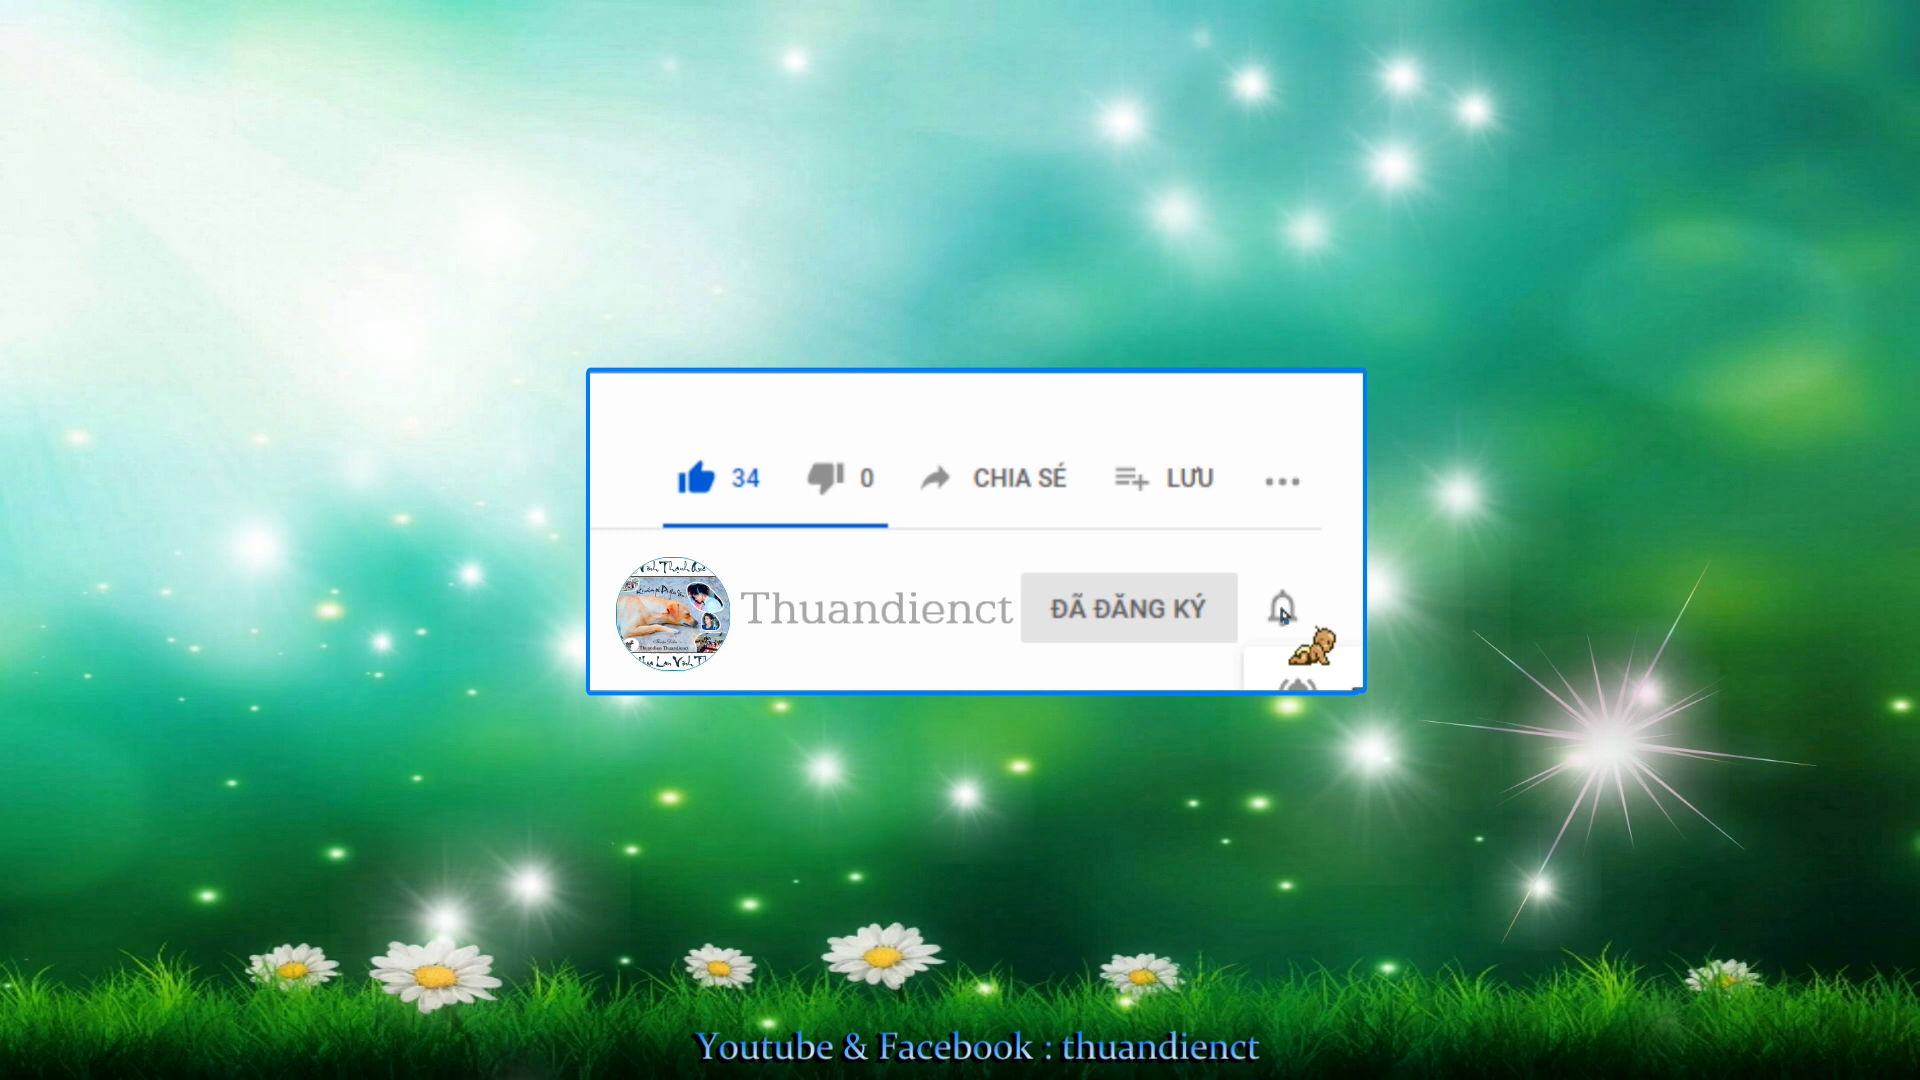 34 0 CHIA SẺ LƯU
Thuandienct ĐÃ ĐĂNG KÝ
Youtube & Facebook : thuandienct